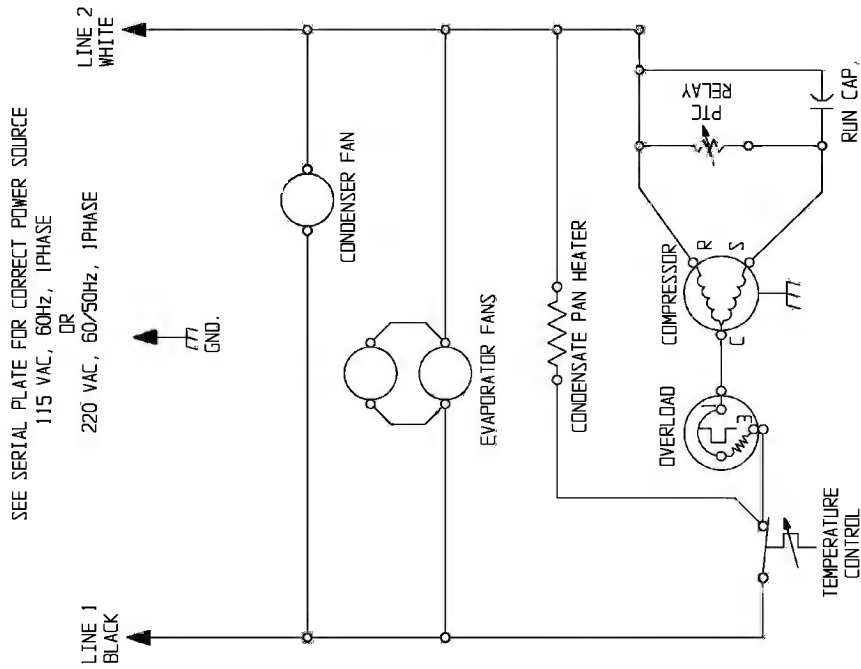 SEE SERIAL PLATE FOR CORRECT POWER SOURCE
115 VAC, 60Hz, 1PHASE
OR
220 VAC, 60/50Hz, 1PHASE
LINE 1
BLACK
GND.
LINE 2
WHITE
CONDENSER FAN
EVAPORATOR FANS
CONDENSATE PAN HEATER
TEMPERATURE
CONTROL
OVERLOAD
1
3
COMPRESSOR
C
R
S
PTC
RELAY
RUN CAP.